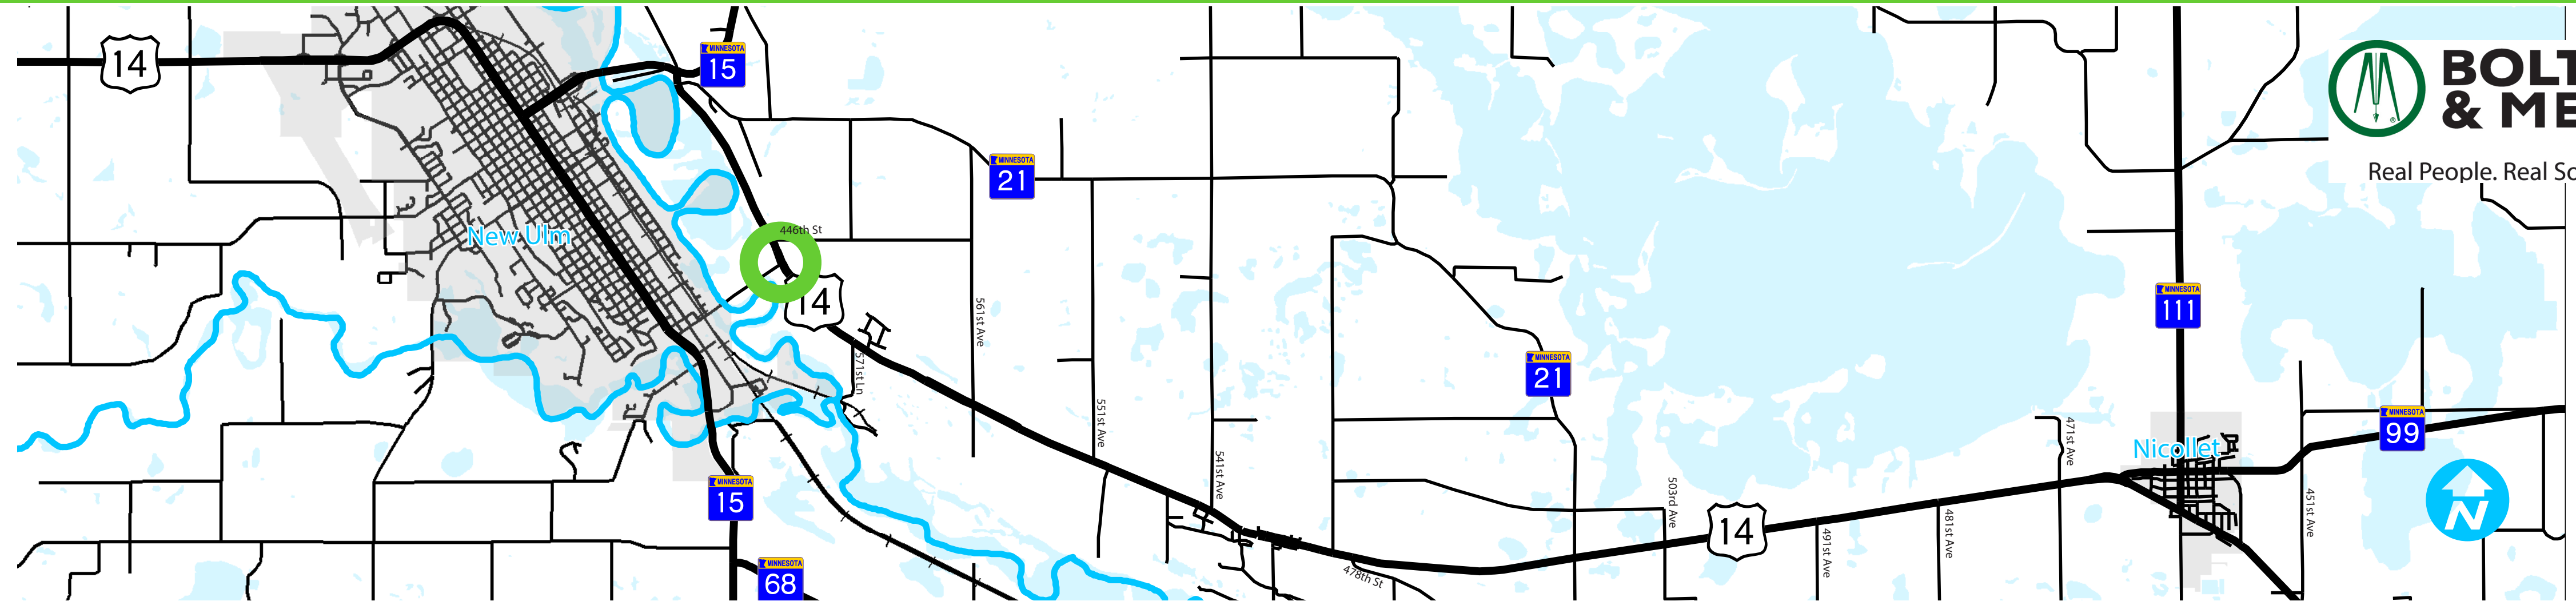 14
MINNESOTA
15
BOLT
& ME
Real People. Real So
MINNESOTA
21
New Ulm
446th St
14
561st Ave
MINNESOTA
111
571st Ln
MINNESOTA
21
551st Ave
541st Ave
471st Ave
Nicollet
MINNESOTA
99
MINNESOTA
15
503rd Ave
14
491st Ave
481st Ave
451st Ave
N
478th St
MINNESOTA
68